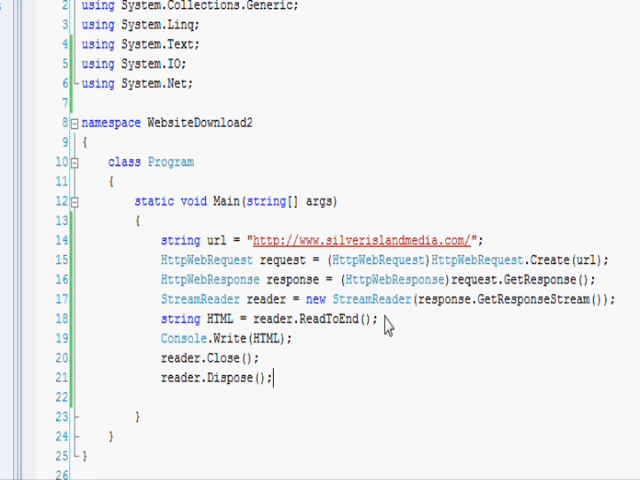 2 using System.Collections.Generic;
3 using System.Linq;
4 using System.Text;
5 using System.IO;
6 using System.Net;
7
8 namespace WebsiteDownload2
9 {
10 class Program
11 {
12 static void Main(string[] args)
13 {
14 string url = "http://www.silverislandmedia.com/";
15 HttpWebRequest request = (HttpWebRequest)HttpWebRequest.Create(url);
16 HttpWebResponse response = (HttpWebResponse)request.GetResponse();
17 StreamReader reader = new StreamReader(response.GetResponseStream());
18 string HTML = reader.ReadToEnd();
19 Console.Write(HTML);
20 reader.Close();
21 reader.Dispose();
22
23 }
24 }
25 }
26